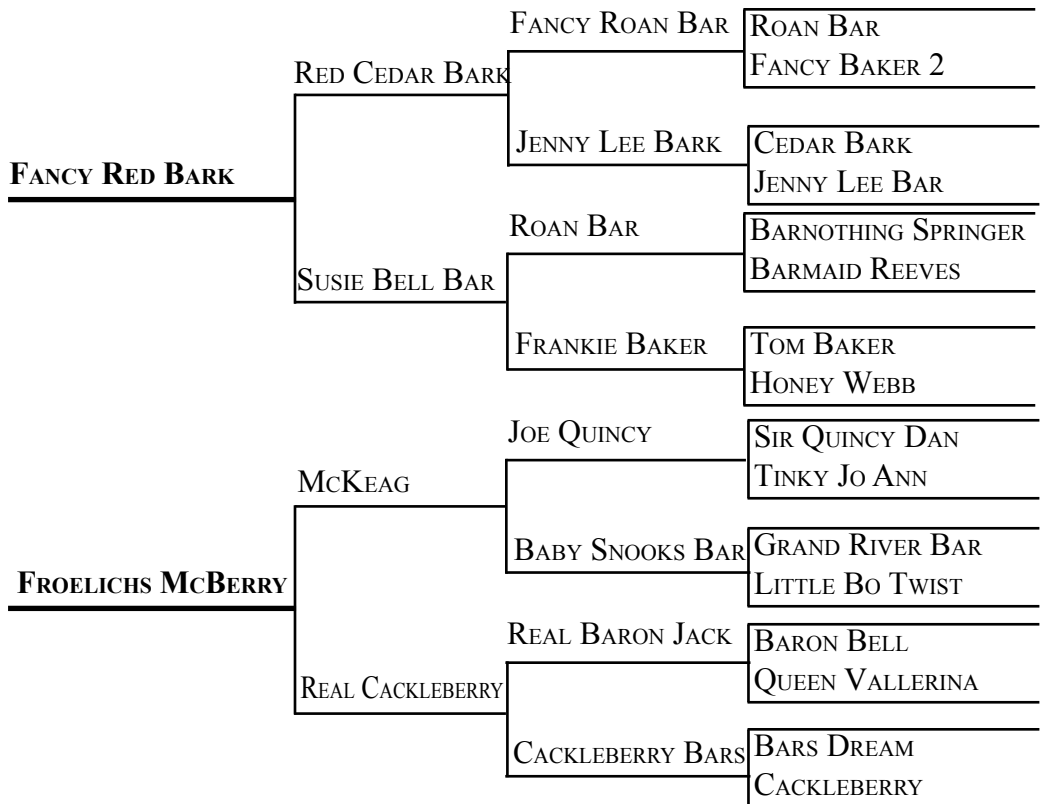 Fancy Roan Bar
Roan Bar
Fancy Baker 2
Red Cedar Bark
Jenny Lee Bark
Cedar Bark
Jenny Lee Bar
Fancy Red Bark
Roan Bar
Barnothing Springer
Barmaid Reeves
Susie Bell Bar
Frankie Baker
Tom Baker
Honey Webb
Joe Quincy
Sir Quincy Dan
Tinky Jo Ann
McKeag
Baby Snooks Bar
Grand River Bar
Little Bo Twist
Froelichs McBerry
Real Baron Jack
Baron Bell
Queen Vallerina
Real Cackleberry
Cackleberry Bars
Bars Dream
Cackleberry